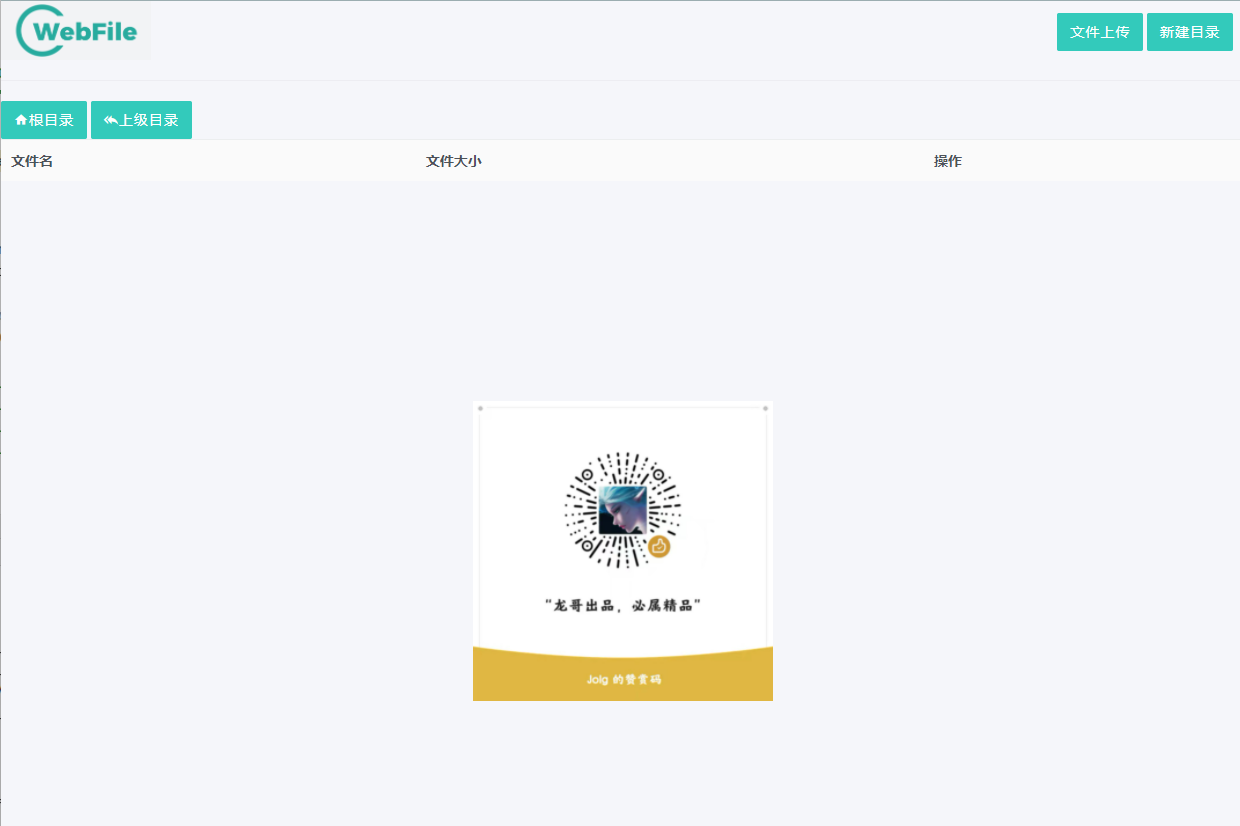 WebFile
文件上传 新建目录
根目录 上级目录
文件名 文件大小 操作
“龙哥出品，必属精品”
Jolg 的赞赏码